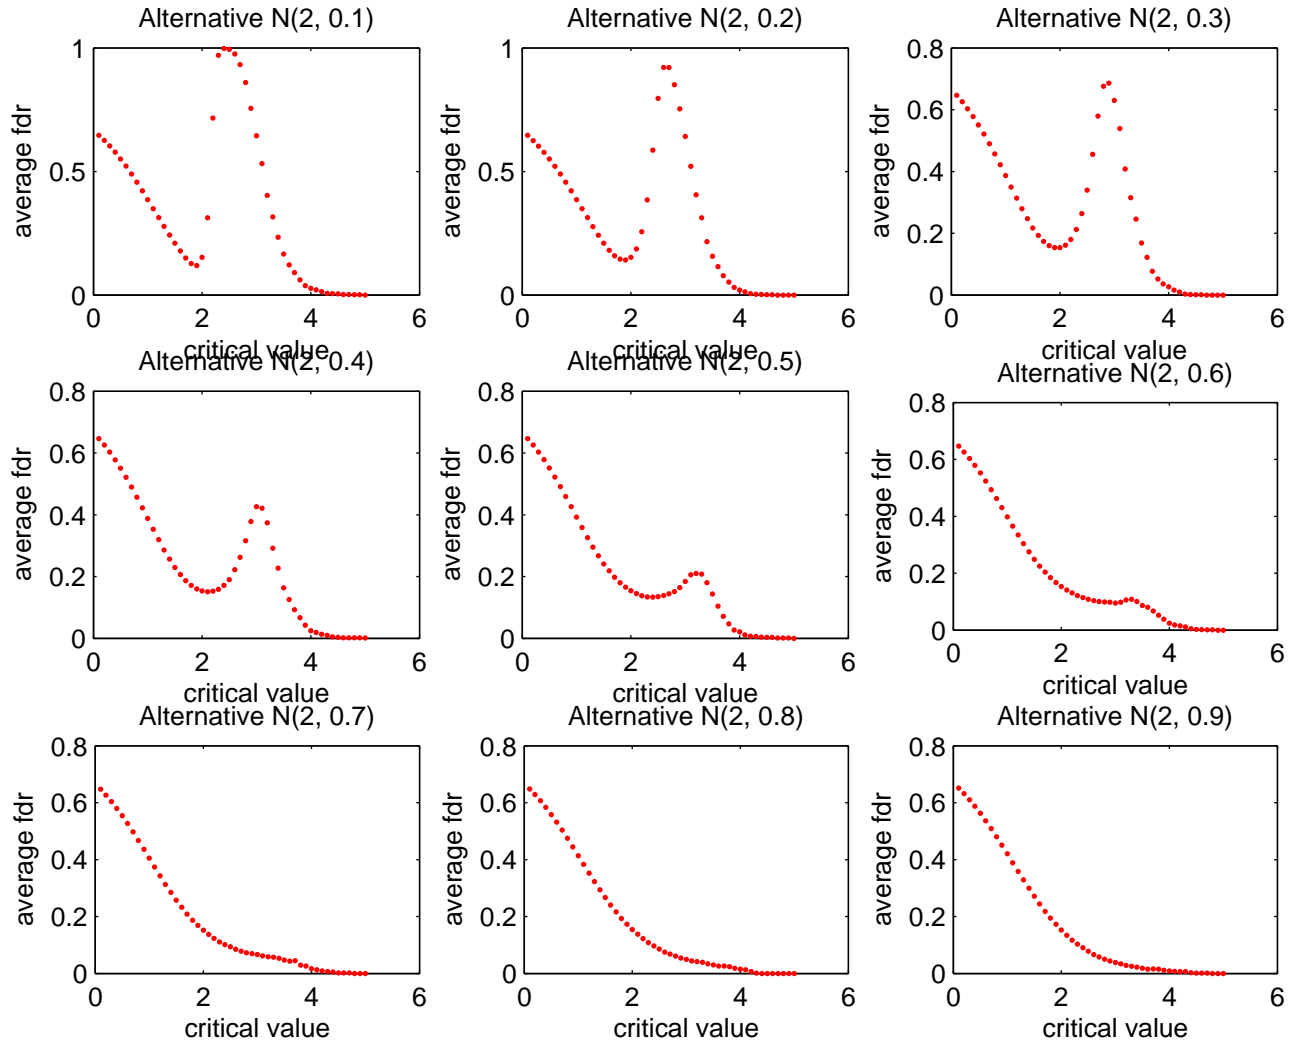 Alternative N(2, 0.1)
1
0.5
0
average fdr
0 2 4 6
critical value
Alternative N(2, 0.2)
1
0.5
0
average fdr
0 2 4 6
critical value
Alternative N(2, 0.3)
0.8
0.6
0.4
0.2
0
average fdr
0 2 4 6
critical value
Alternative N(2, 0.4)
0.8
0.6
0.4
0.2
0
average fdr
0 2 4 6
critical value
Alternative N(2, 0.5)
0.8
0.6
0.4
0.2
0
average fdr
0 2 4 6
critical value
Alternative N(2, 0.6)
0.8
0.6
0.4
0.2
0
average fdr
0 2 4 6
critical value
Alternative N(2, 0.7)
0.8
0.6
0.4
0.2
0
average fdr
0 2 4 6
critical value
Alternative N(2, 0.8)
0.8
0.6
0.4
0.2
0
average fdr
0 2 4 6
critical value
Alternative N(2, 0.9)
0.8
0.6
0.4
0.2
0
average fdr
0 2 4 6
critical value